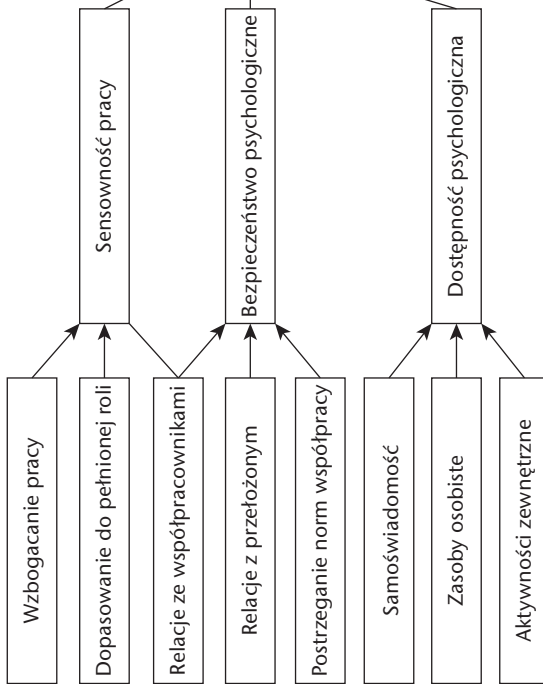 Wzbogacanie pracy
Dopasowanie do pełnionej roli
Relacje ze współpracownikami
Relacje z przełożonym
Postrzeganie norm współpracy
Samoświadomość
Zasoby osobiste
Aktywności zewnętrzne
Sensowność pracy
Bezpieczeństwo psychologiczne
Dostępność psychologiczna